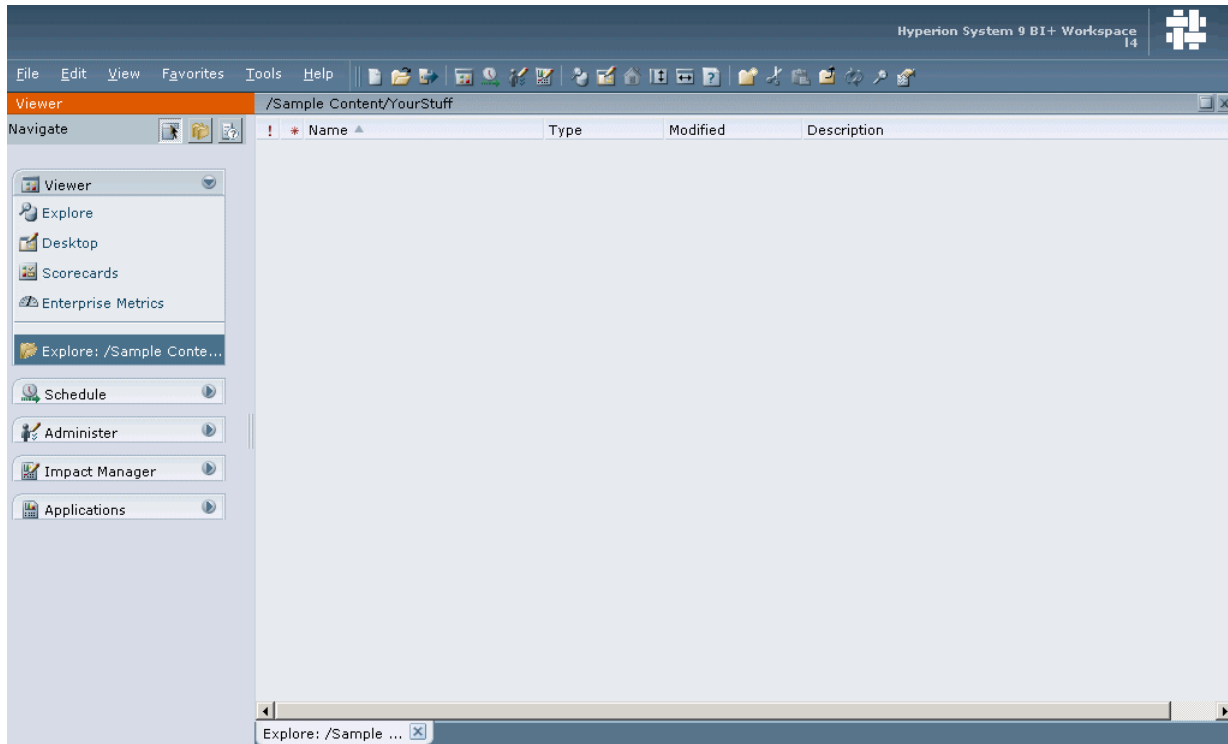 Hyperion System 9 BI+ Workspace
I4
File Edit View Favorites Tools Help
Viewer
/Sample Content/YourStuff
Navigate
! * Name Type Modified Description
Viewer
Explore
Desktop
Scorecards
Enterprise Metrics
Explore: /Sample Conte...
Schedule
Administer
Impact Manager
Applications
Explore: /Sample ...